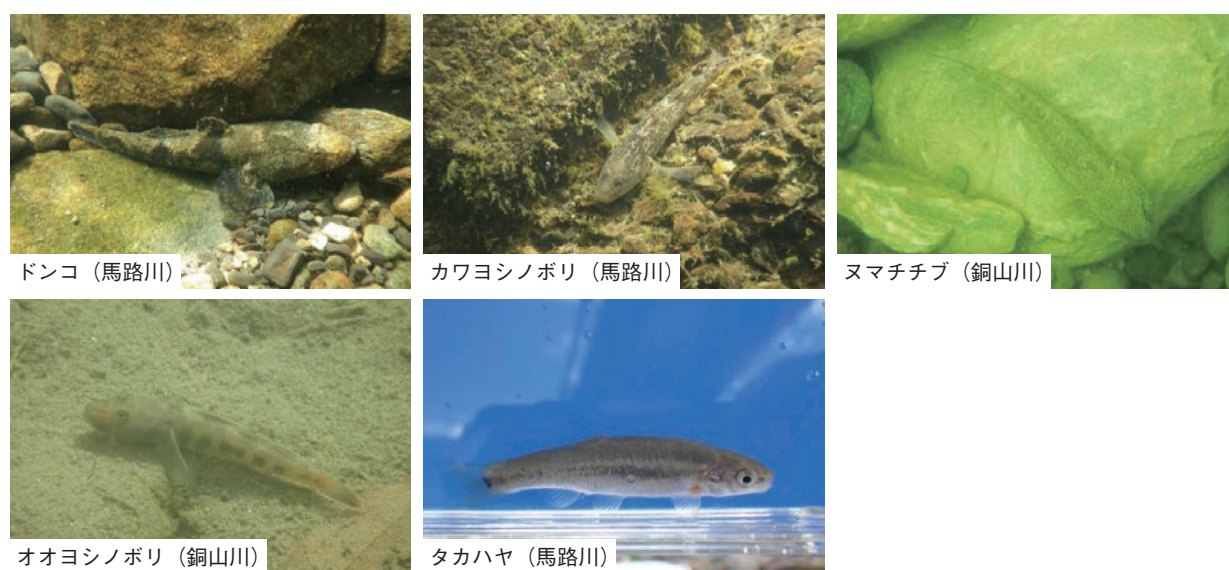 ドンコ（馬路川）
カワヨシノボリ（馬路川）
ヌマチチブ（銅山川）
オオヨシノボリ（銅山川）
タカハヤ（馬路川）